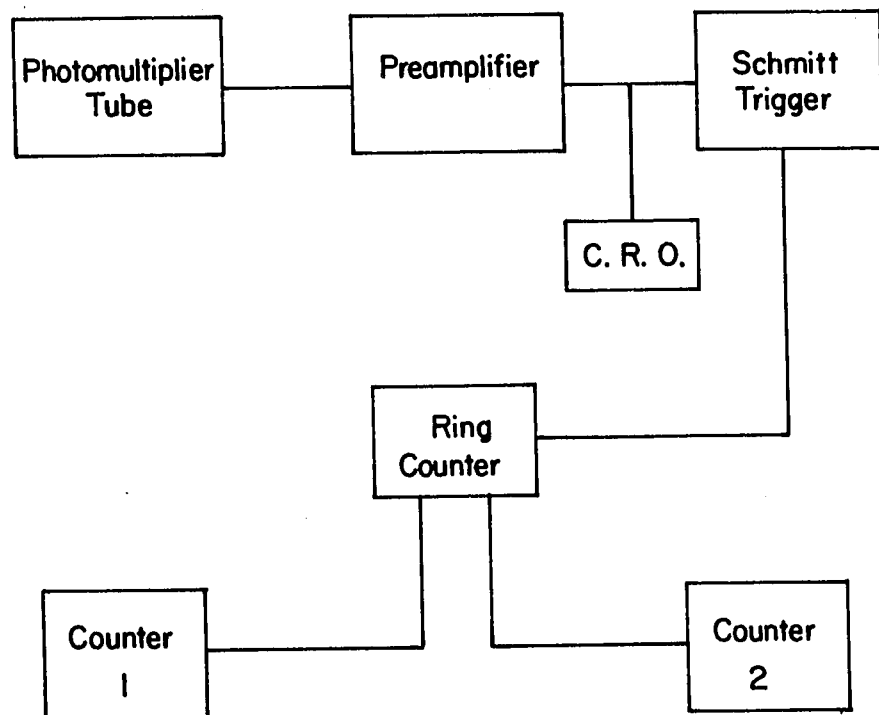 Photomultiplier
Tube
Preamplifier
Schmitt
Trigger
C. R. O.
Ring
Counter
Counter
1
Counter
2